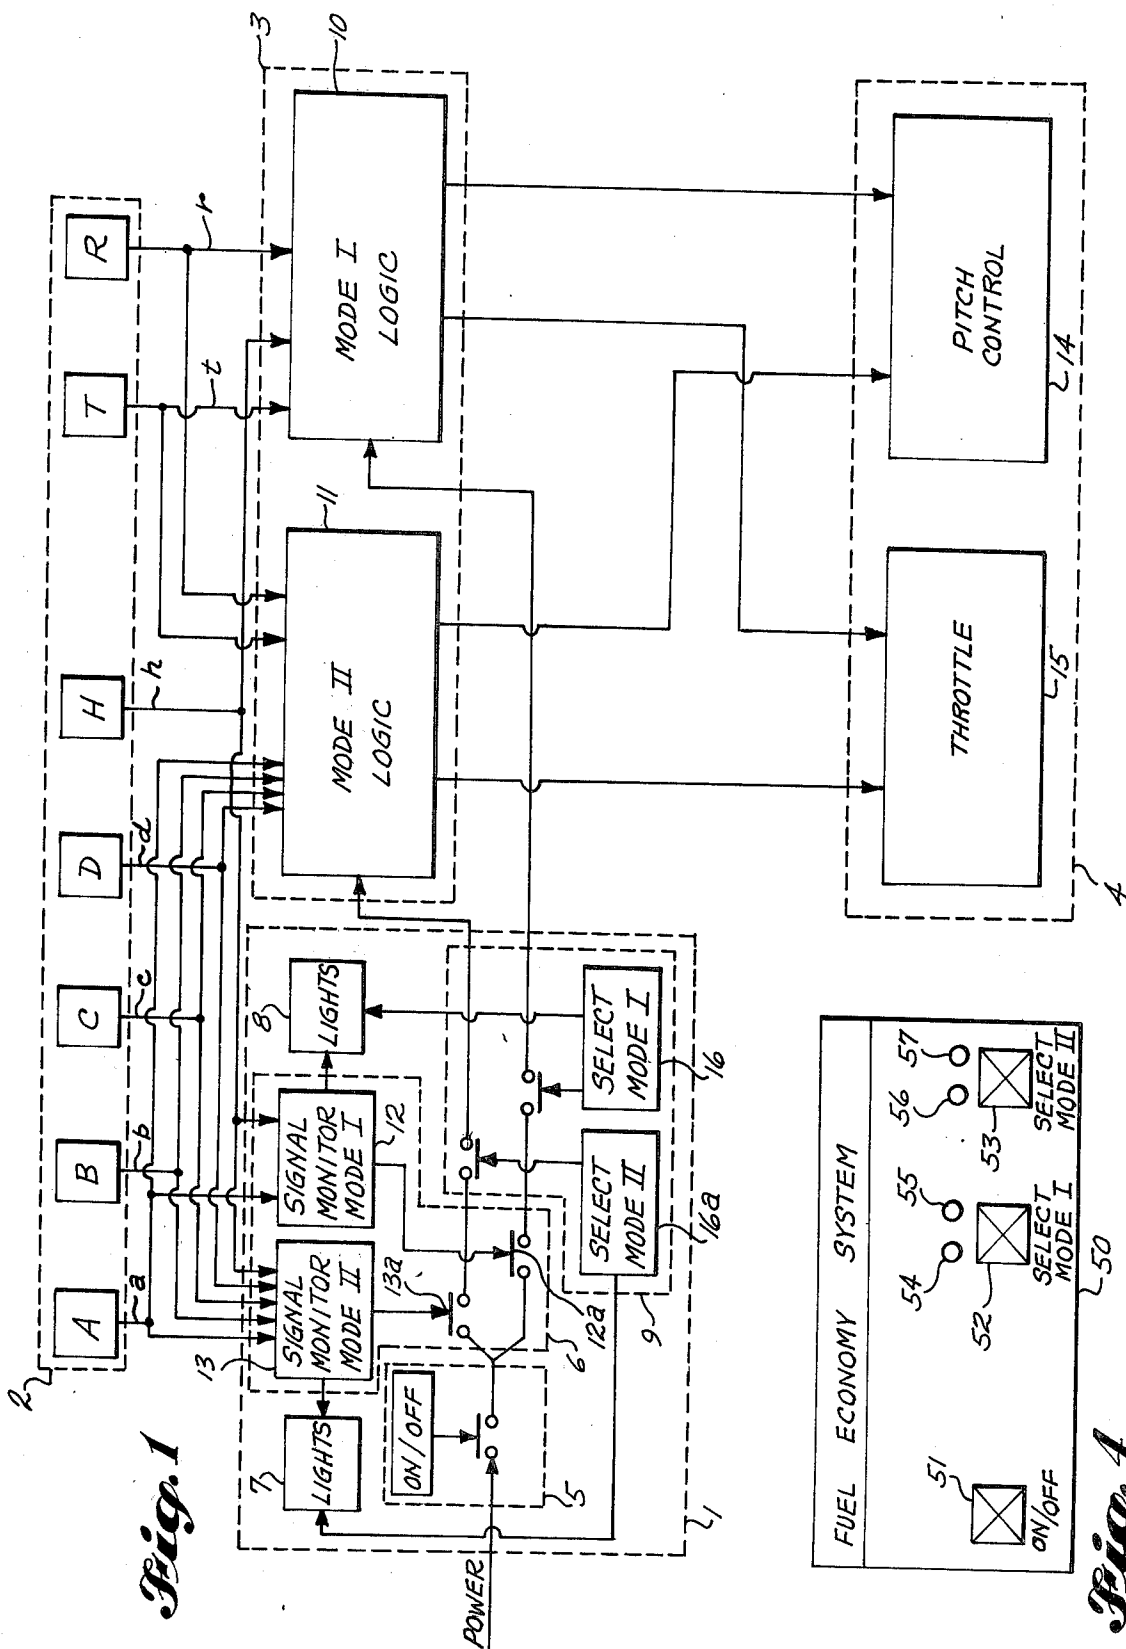 Fig. 1
2
A
B
C
D
H
T
R
a
b
c
d
h
t
r
3
13
SIGNAL
MONITOR
MODE II
SIGNAL
MONITOR
MODE I
12
7
LIGHTS
8
LIGHTS
11
MODE II
LOGIC
10
MODE I
LOGIC
ON/OFF
5
13a
6
12a
9
SELECT
MODE II
16a
SELECT
MODE I
16
POWER
1
THROTTLE
15
PITCH
CONTROL
14
4
FUEL ECONOMY SYSTEM
51
ON/OFF
54
55
52
SELECT
MODE I
56
57
53
SELECT
MODE II
50
Fig. 4